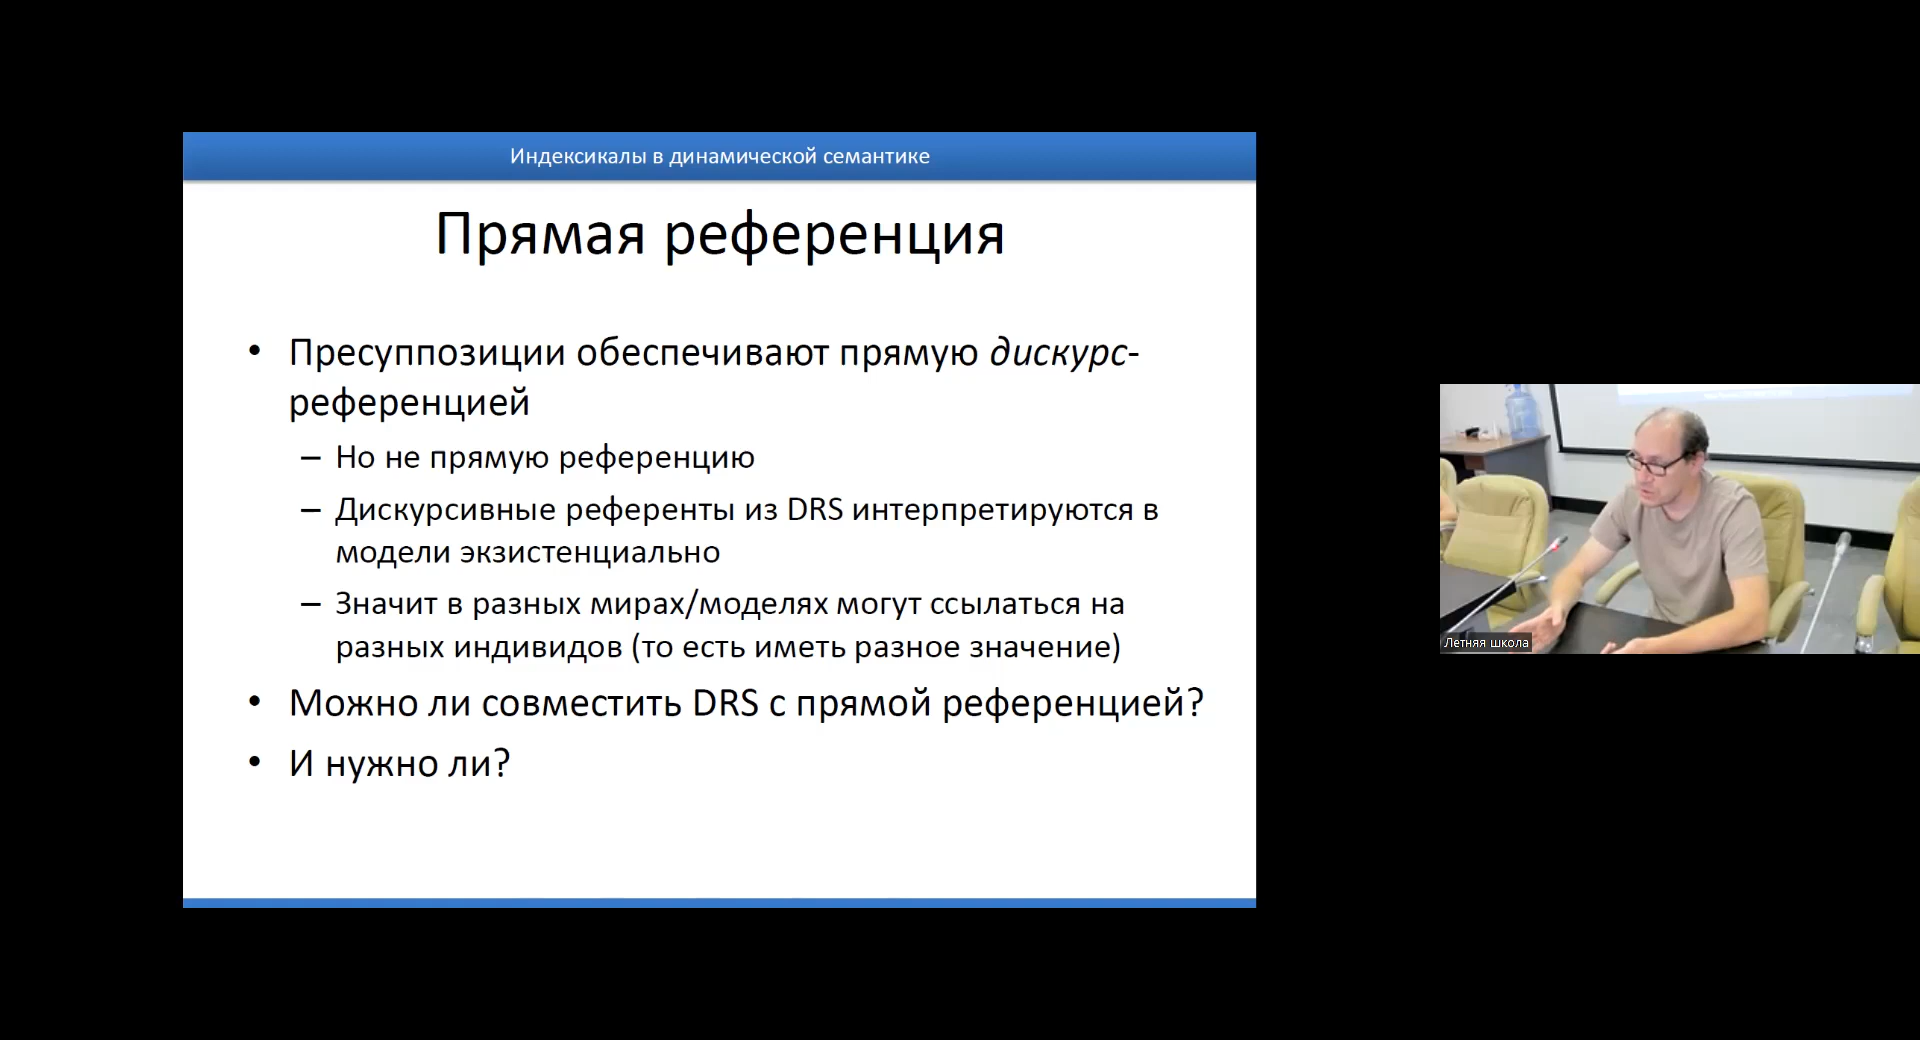 Индексикалы в динамической семантике
Прямая референция
• Пресуппозиции обеспечивают прямую дискурс-
референцией
– Но не прямую референцию
– Дискурсивные референты из DRS интерпретируются в
модели экзистенциально
– Значит в разных мирах/моделях могут ссылаться на
разных индивидов (то есть иметь разное значение)
• Можно ли совместить DRS с прямой референцией?
• И нужно ли?
Летняя школа